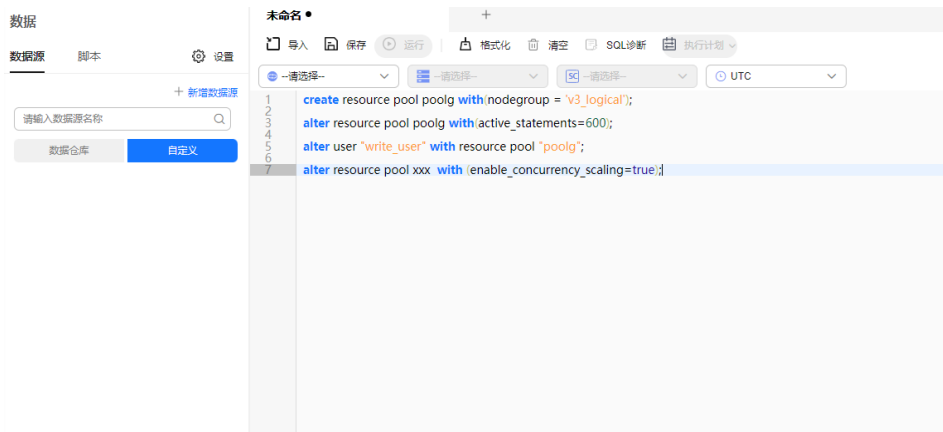 数据
数据源 脚本 设置
+ 新增数据源
请输入数据源名称
数据仓库 自定义
未命名 ● +
导入 保存 运行 格式化 清空 SQL诊断 执行计划
--请选择-- --请选择-- SC --请选择-- UTC
1 create resource pool poolg with(nodegroup = 'v3_logical');
2
3 alter resource pool poolg with(active_statements=600);
4
5 alter user "write_user" with resource pool "poolg";
6
7 alter resource pool xxx  with (enable_concurrency_scaling=true);